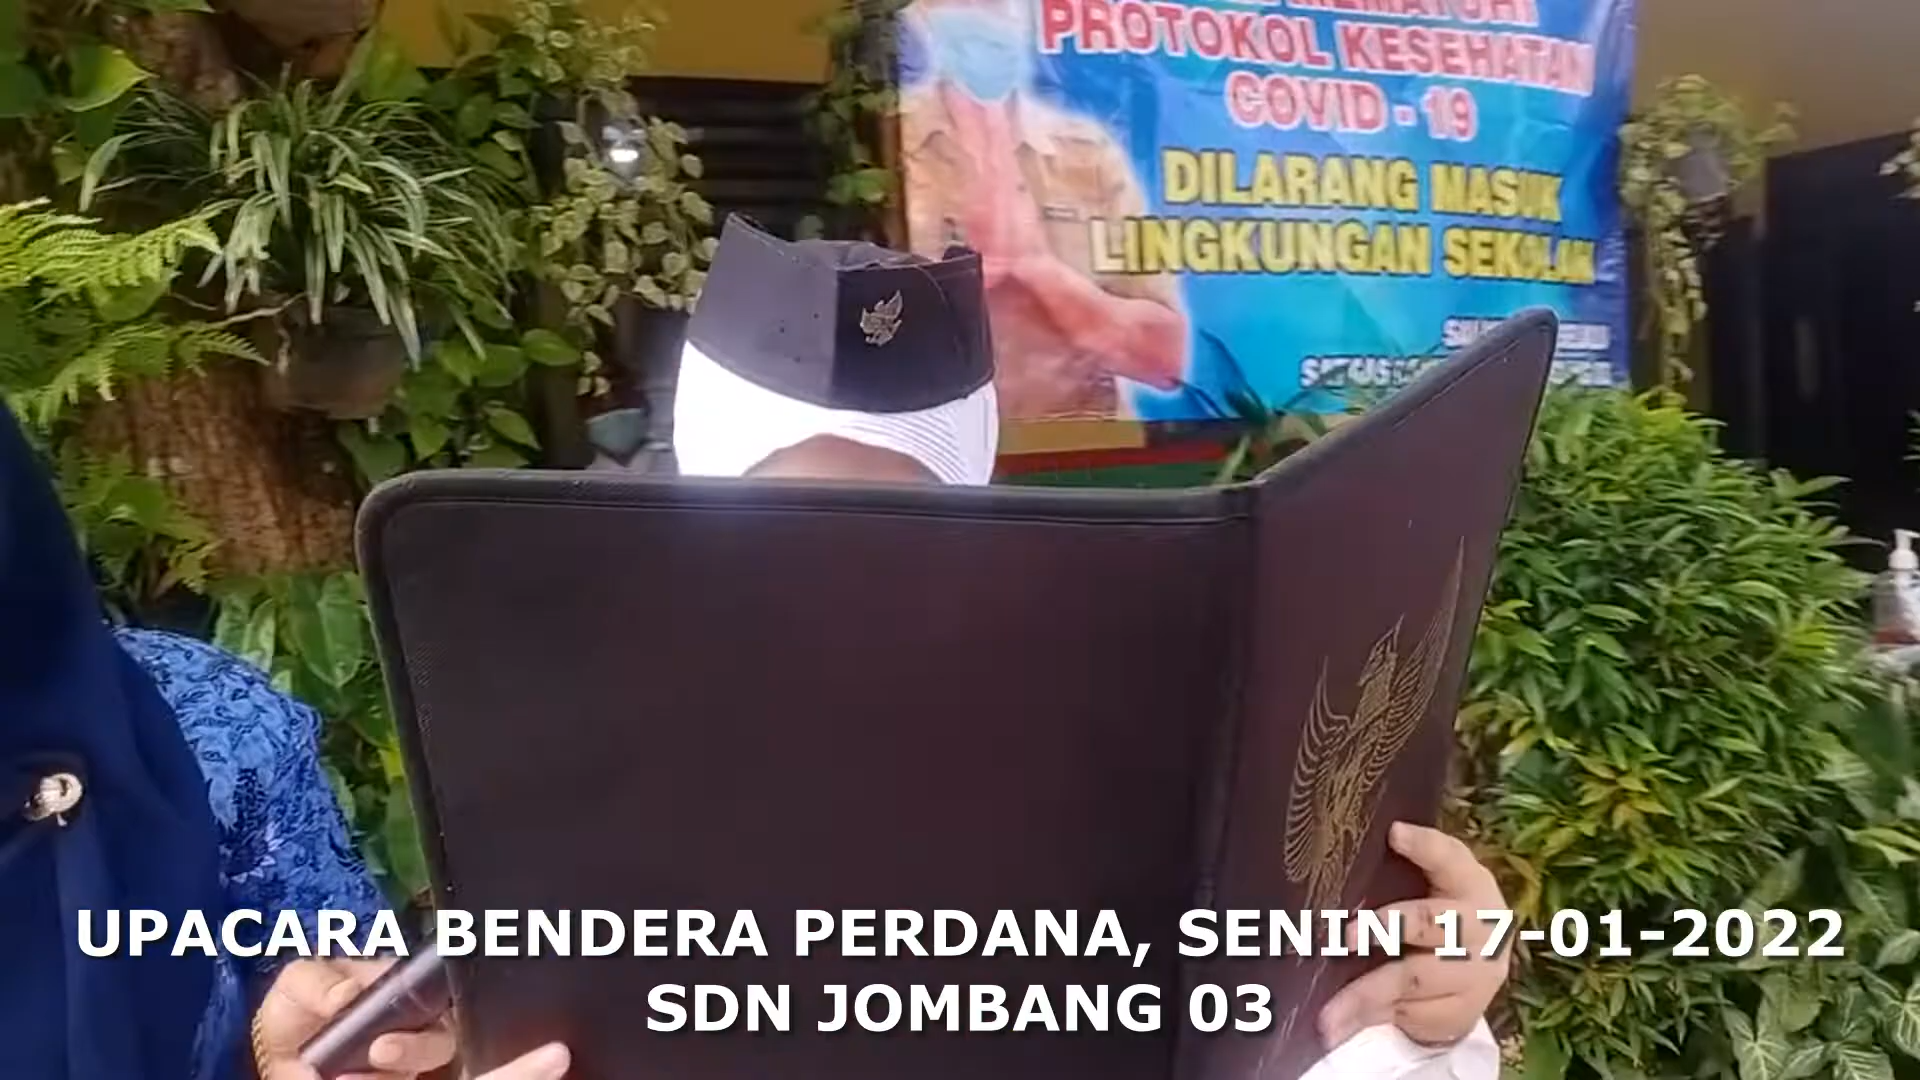 PROTOKOL KESEHATAN
COVID - 19
DILARANG MASUK
LINGKUNGAN SEKOLAH
UPACARA BENDERA PERDANA, SENIN 17-01-2022
SDN JOMBANG 03